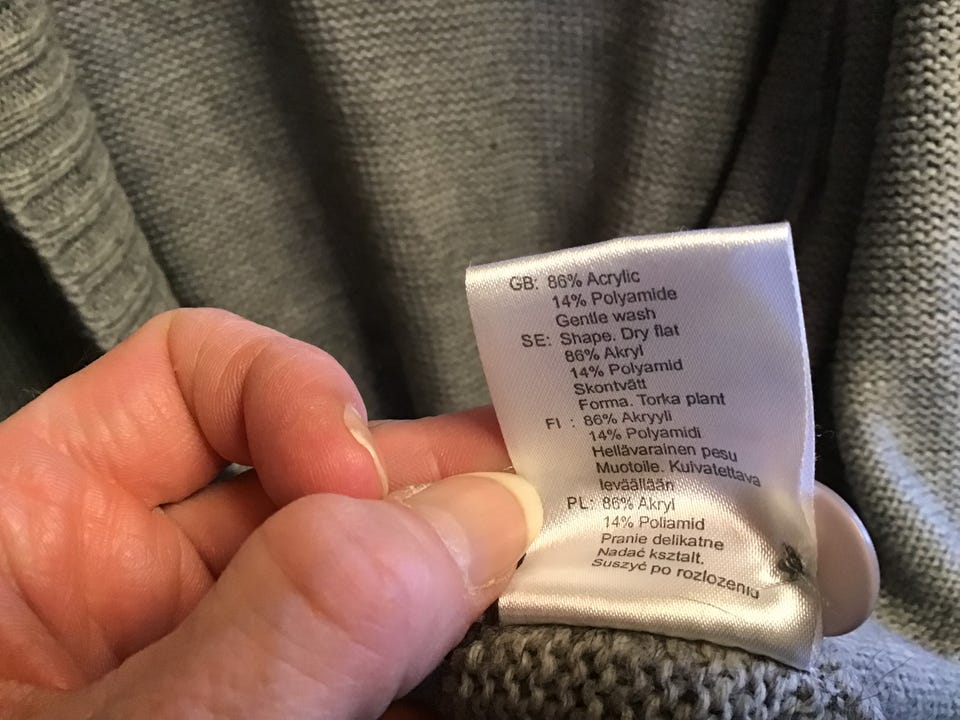 GB: 86% Acrylic
14% Polyamide
Gentle wash
SE: Shape. Dry flat
86% Akryl
14% Polyamid
Skontvätt
Forma. Torka plant
FI : 86% Akryyli
14% Polyamidi
Hellävarainen pesu
Muotoile. Kuivatettava
leveällään
PL: 86% Akryl
14% Poliamid
Pranie delikatne
Nadać ksztalt.
Suszyć po rozlozeniu